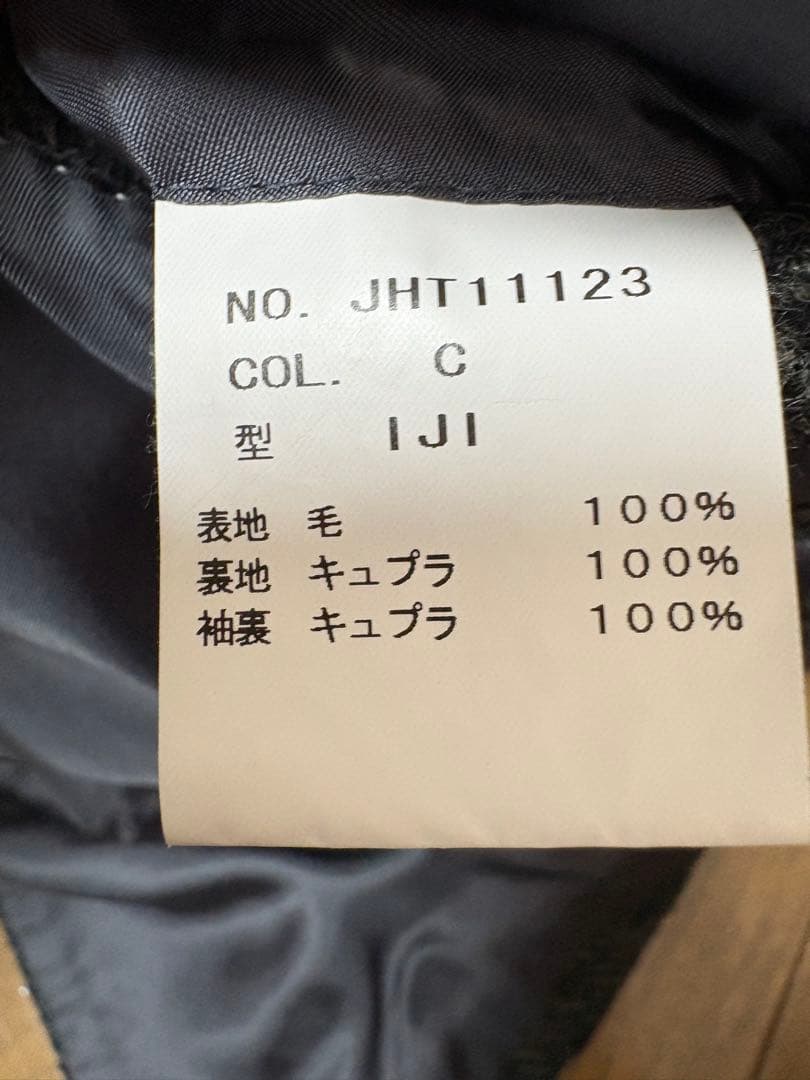 NO. JHT11123
COL. C
型 IJI
表地 毛 100%
裏地 キュプラ 100%
袖裏 キュプラ 100%